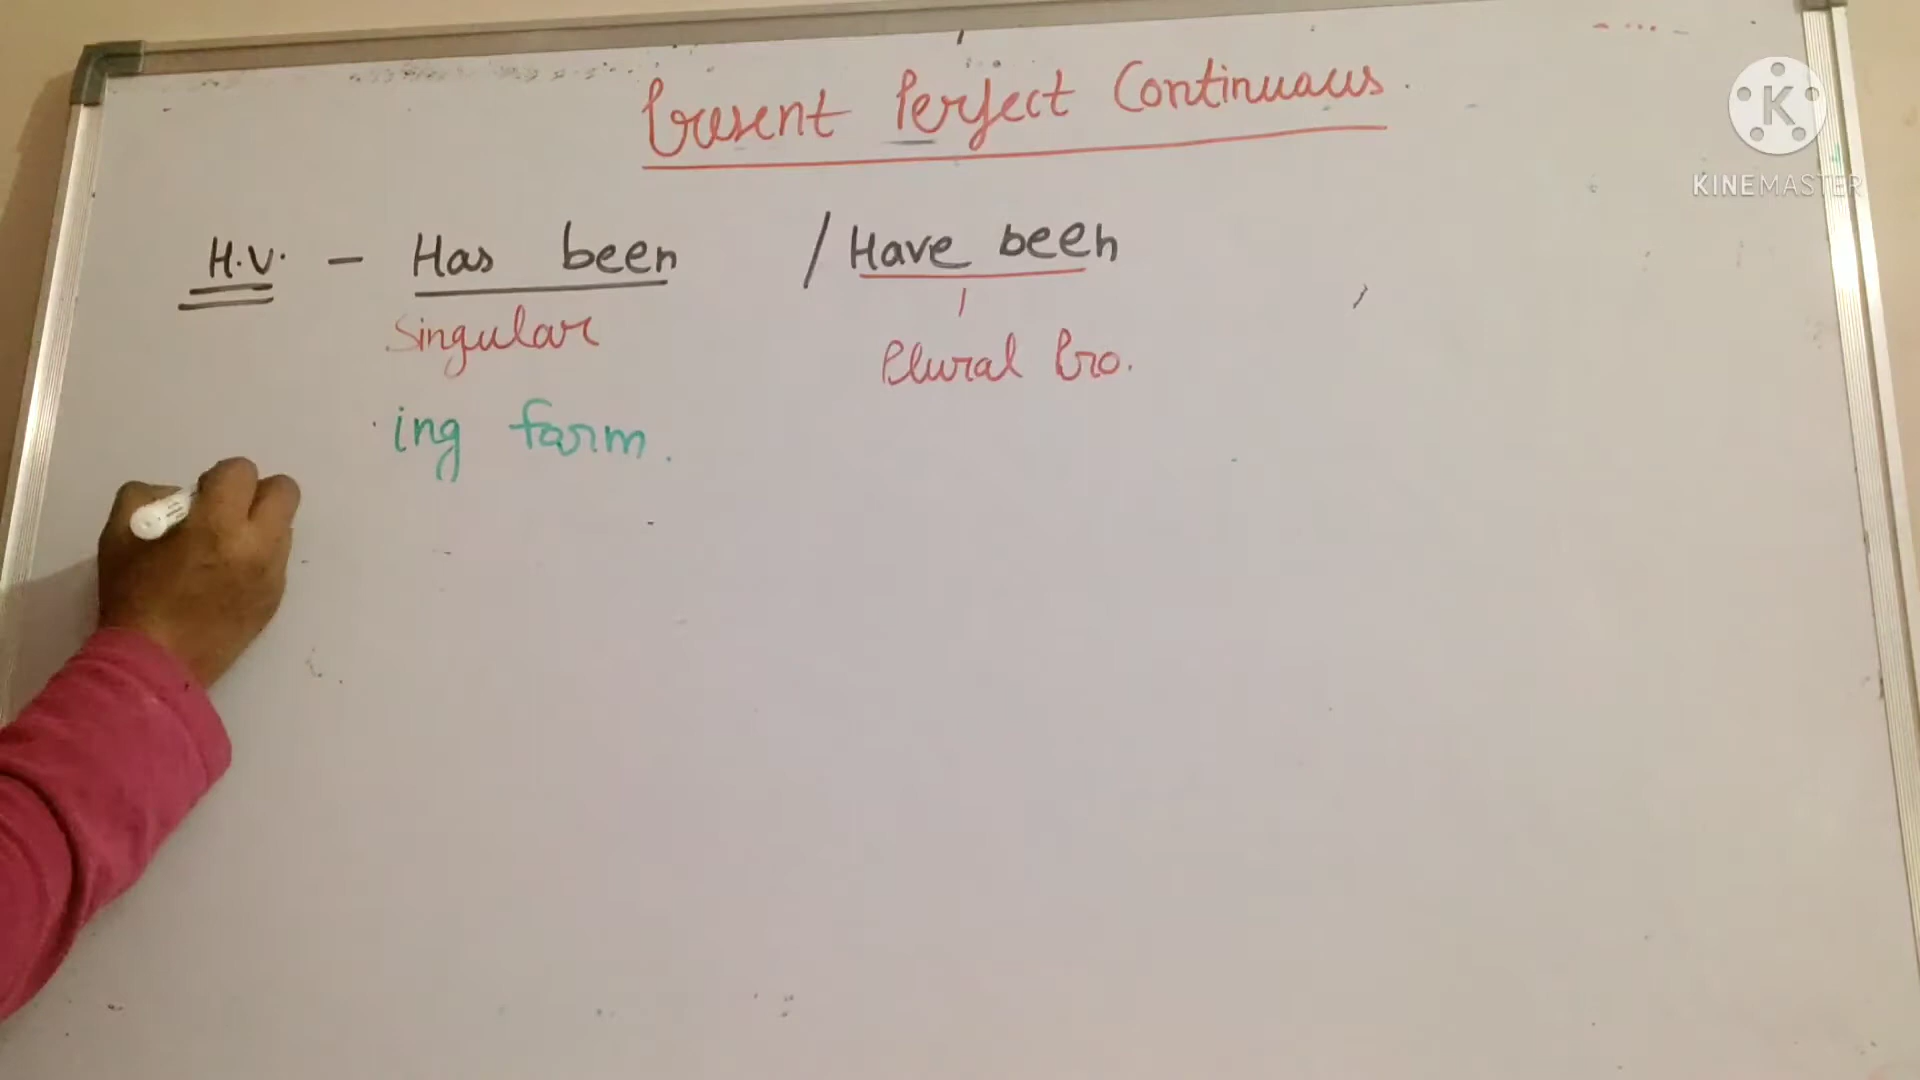 Present Perfect Continuous.
H.V. - Has been / Have been
Singular
Plural Pro.
ing form.
K
KINEMASTER